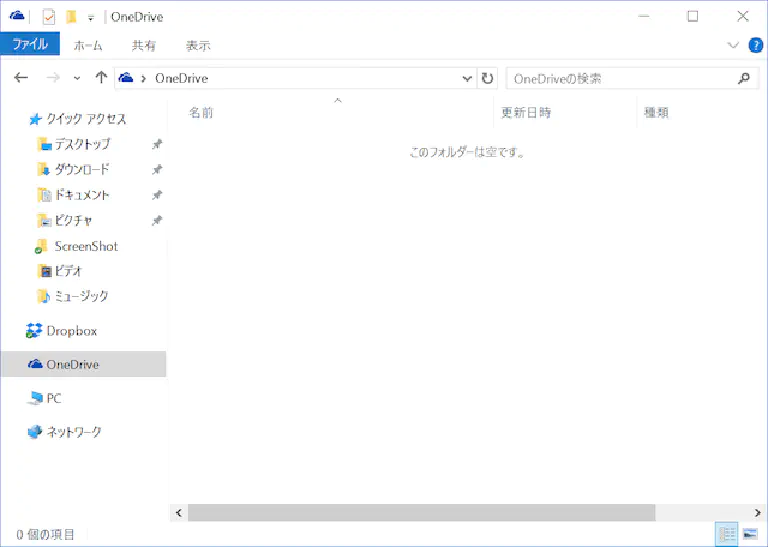 OneDrive
ファイル ホーム 共有 表示
OneDrive OneDriveの検索
名前 更新日時 種類
このフォルダーは空です。
クイック アクセス
デスクトップ
ダウンロード
ドキュメント
ピクチャ
ScreenShot
ビデオ
ミュージック
Dropbox
OneDrive
PC
ネットワーク
0 個の項目